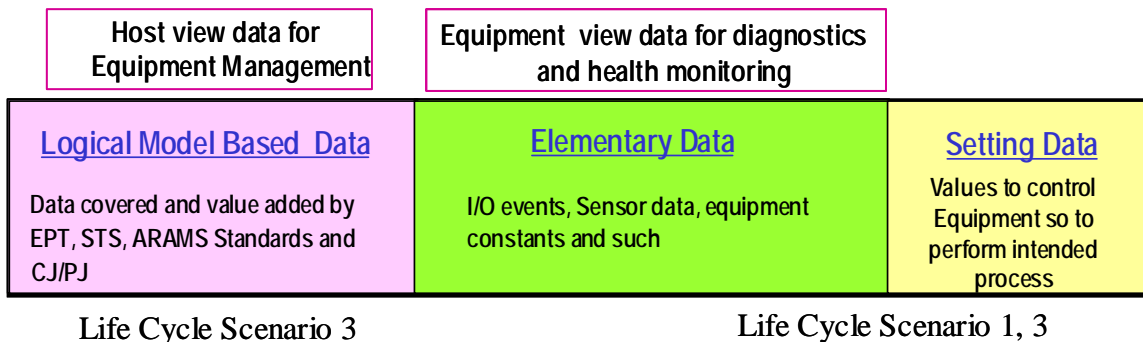 Host view data for
Equipment Management
Equipment view data for diagnostics
and health monitoring
Logical Model Based Data
Data covered and value added by
EPT, STS, ARAMS Standards and
CJ/PJ
Elementary Data
I/O events, Sensor data, equipment
constants and such
Setting Data
Values to control
Equipment so to
perform intended
process
Life Cycle Scenario 3
Life Cycle Scenario 1, 3